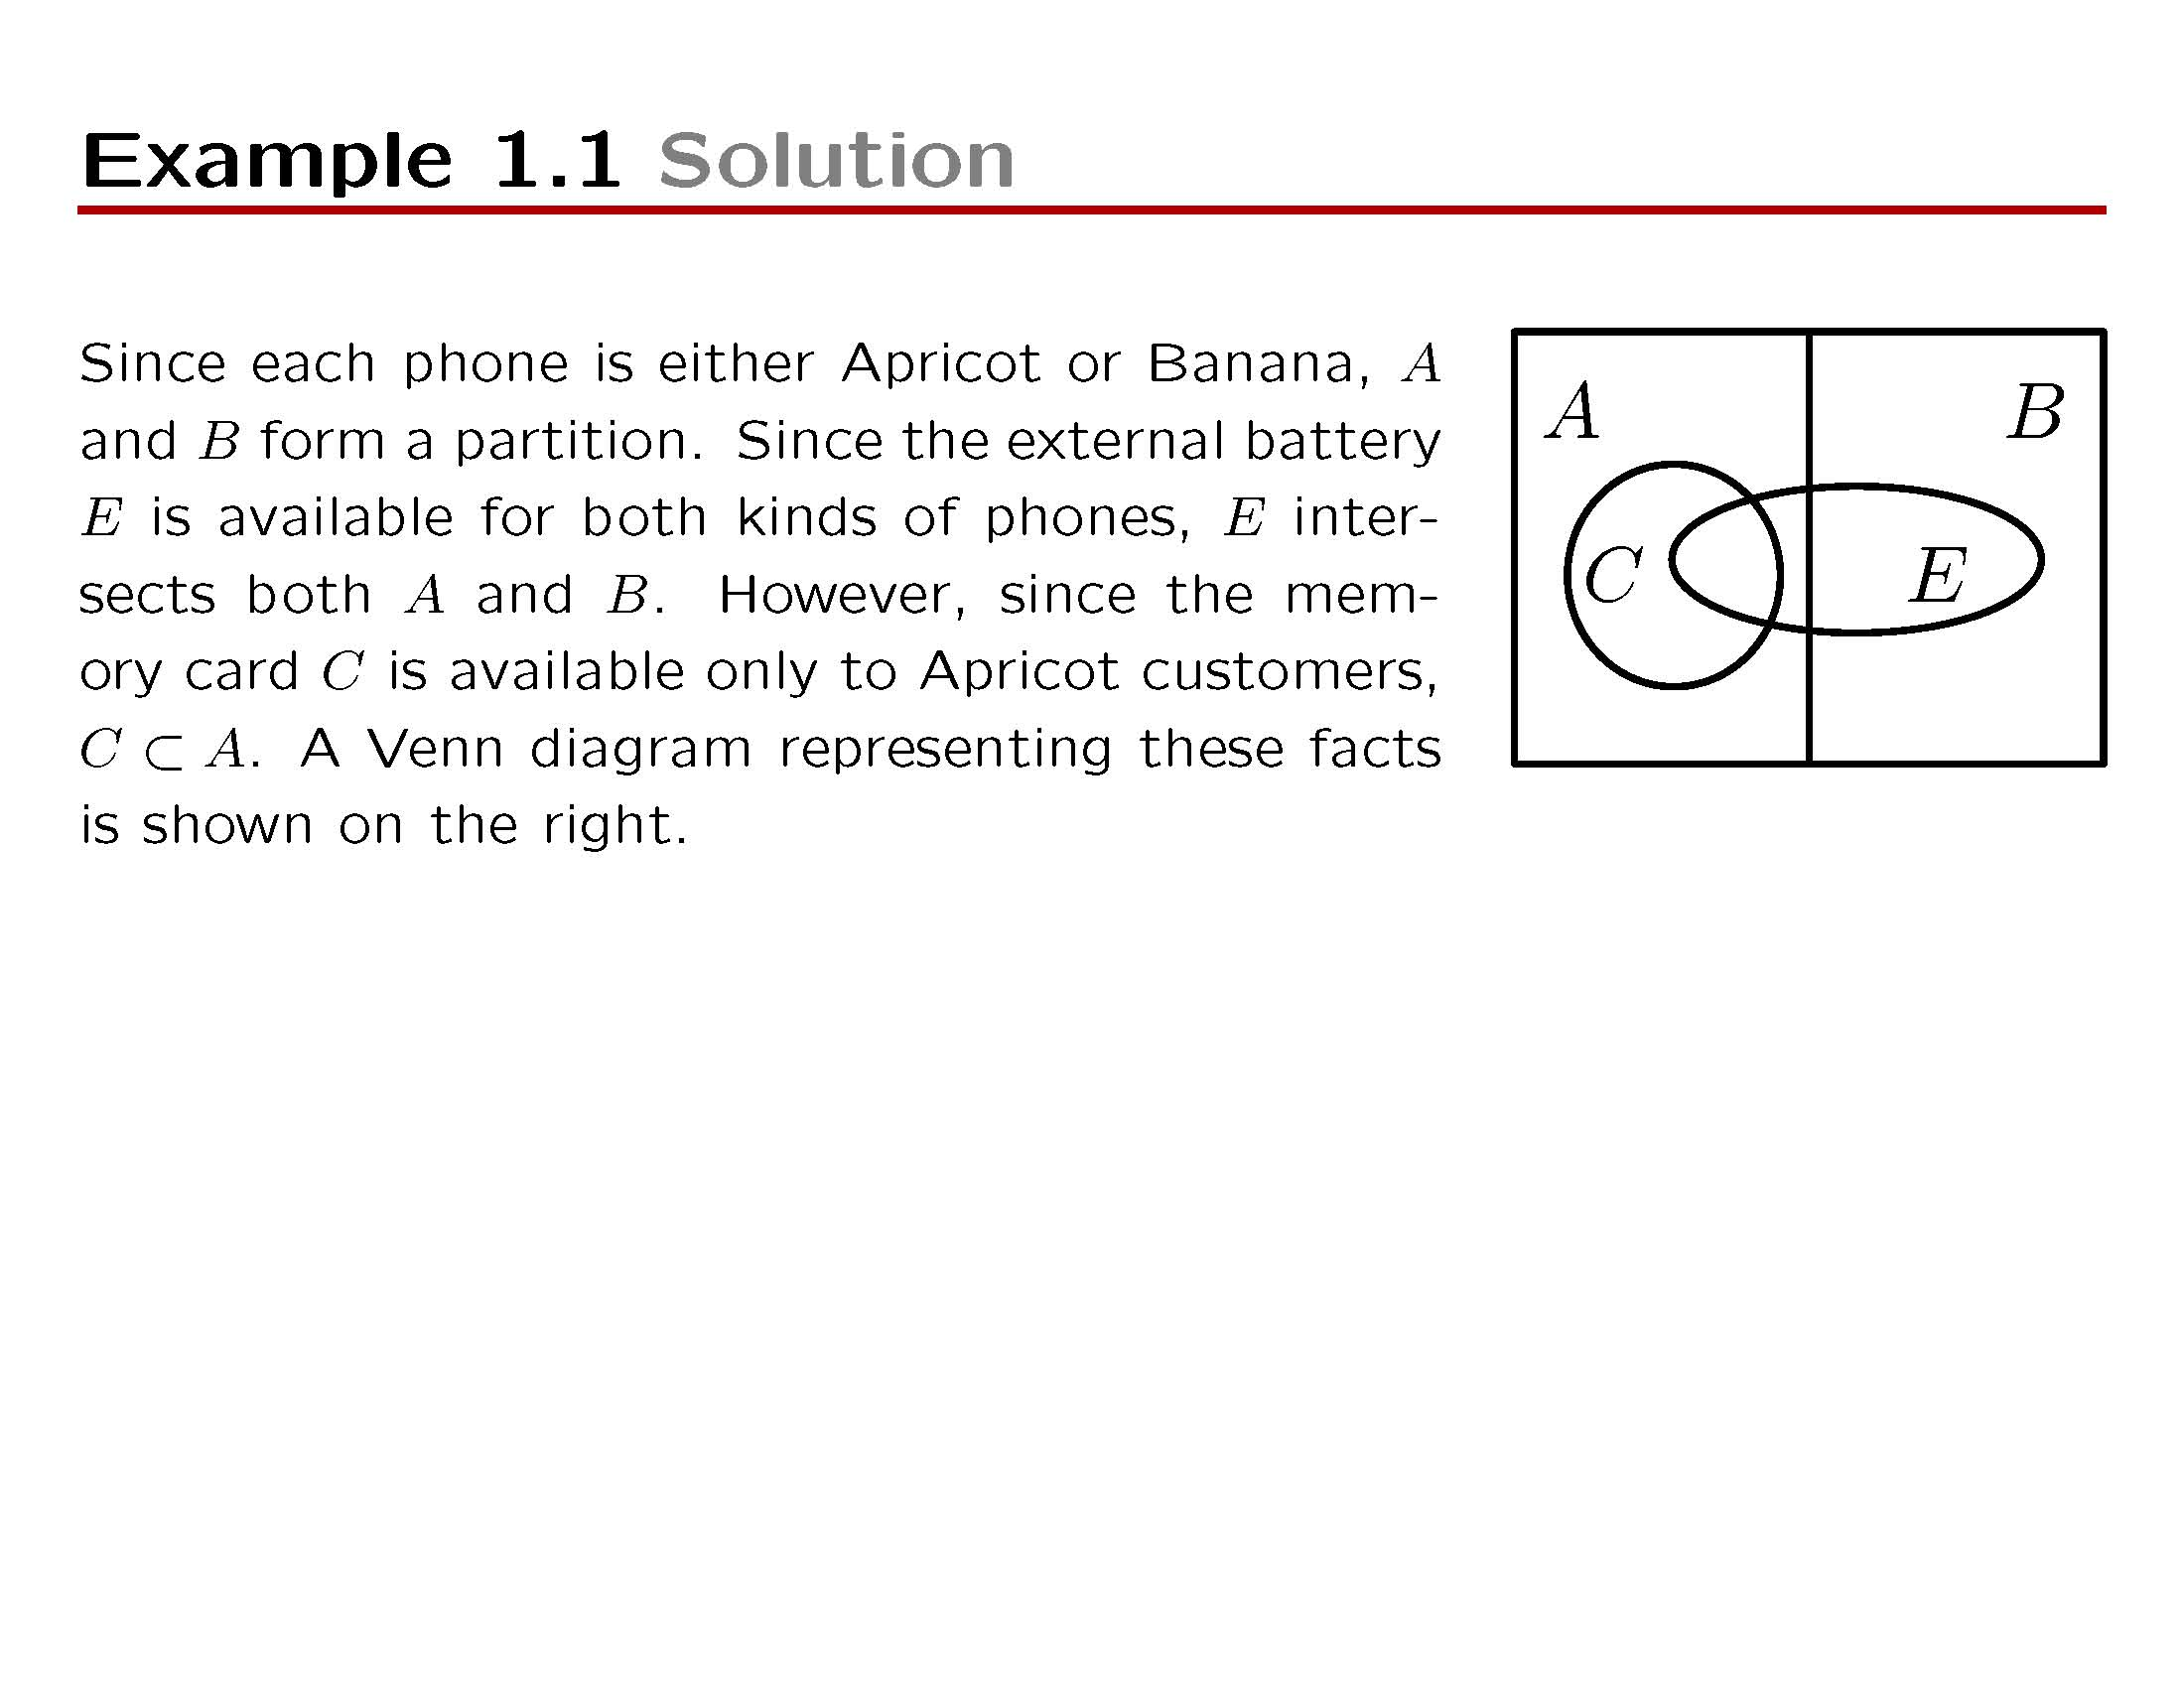 Example 1.1 Solution
Since each phone is either Apricot or Banana, A
and B form a partition. Since the external battery
E is available for both kinds of phones, E inter-
sects both A and B. However, since the mem-
ory card C is available only to Apricot customers,
C ⊂ A. A Venn diagram representing these facts
is shown on the right.
A B
C E